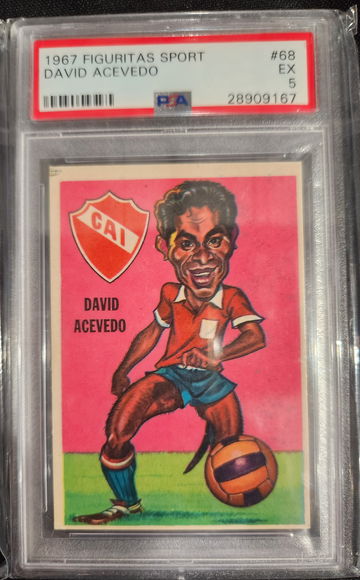 1967 FIGURITAS SPORT #68
DAVID ACEVEDO EX
5
PSA 28909167
CAI
DAVID
ACEVEDO